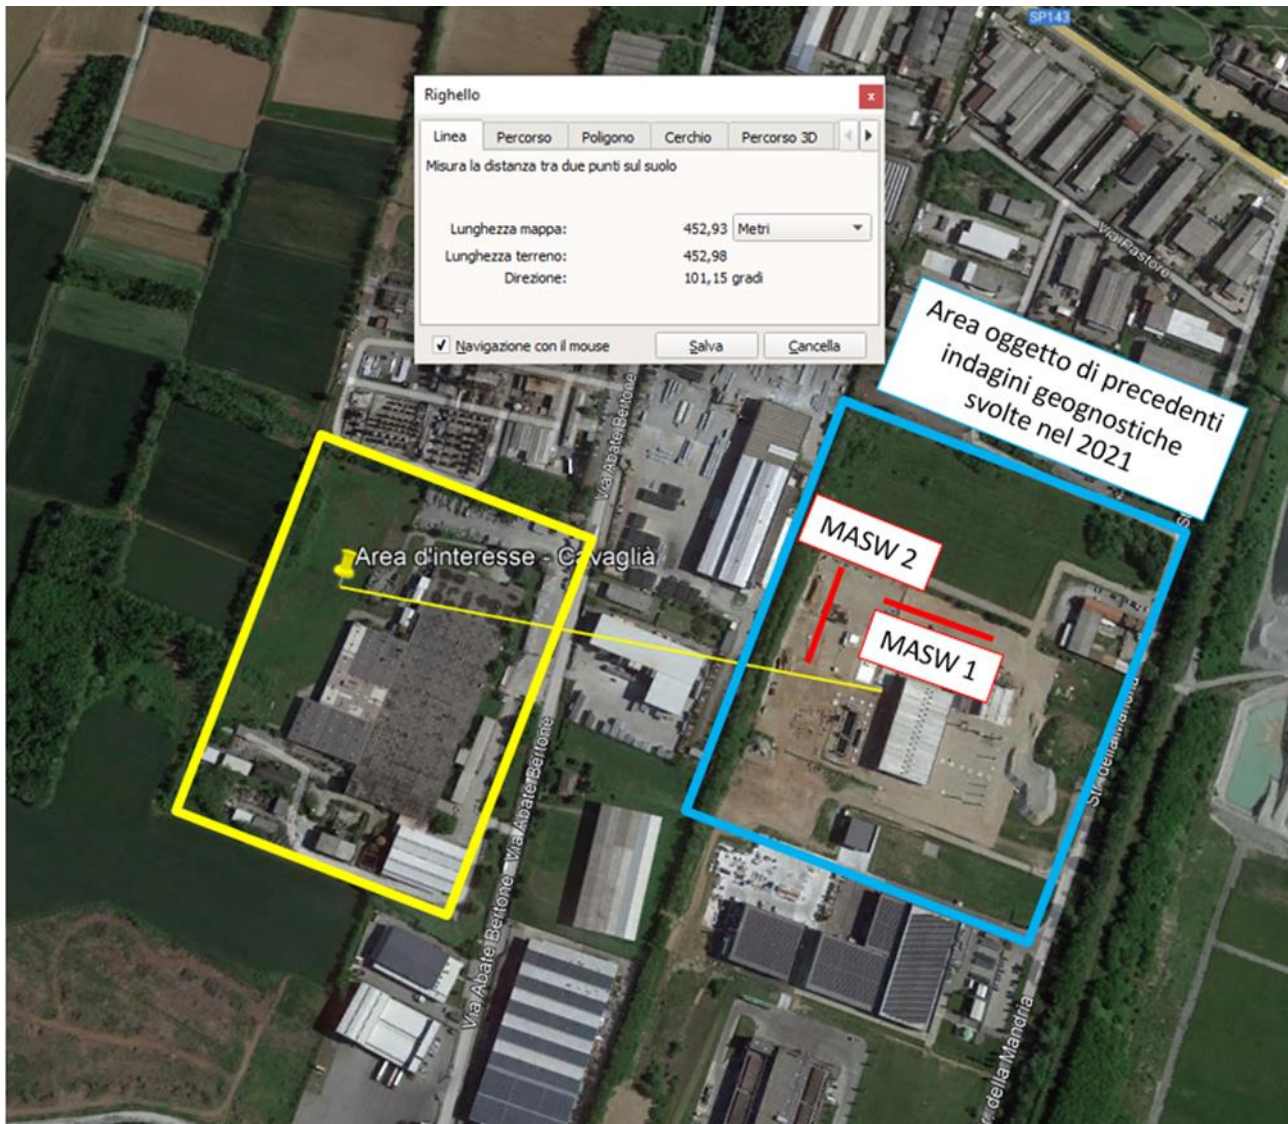 SP143
Righello
x
Linea Percorso Poligono Cerchio Percorso 3D
Misura la distanza tra due punti sul suolo
Lunghezza mappa: 452,93 Metri
Lunghezza terreno: 452,98
Direzione: 101,15 gradi
Navigazione con il mouse Salva Cancella
Via Pastore
Area oggetto di precedenti
indagini geognostiche
svolte nel 2021
Via Abate Bertone
MASW 2
Area d'interesse - Cavaglià
MASW 1
Str. della Mandria
Via Abate Bertone
Via Abate Bertone
della Mandria